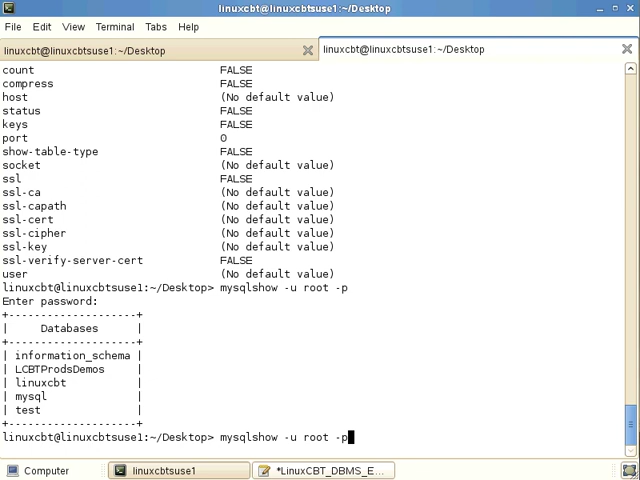 linuxcbt@linuxcbtsuse1:~/Desktop
File Edit View Terminal Tabs Help
linuxcbt@linuxcbtsuse1:~/Desktop linuxcbt@linuxcbtsuse1:~/Desktop
count FALSE
compress FALSE
host (No default value)
status FALSE
keys FALSE
port 0
show-table-type FALSE
socket (No default value)
ssl FALSE
ssl-ca (No default value)
ssl-capath (No default value)
ssl-cert (No default value)
ssl-cipher (No default value)
ssl-key (No default value)
ssl-verify-server-cert FALSE
user (No default value)
linuxcbt@linuxcbtsuse1:~/Desktop> mysqlshow -u root -p
Enter password:
+--------------------+
| Databases |
+--------------------+
| information_schema |
| LCBTProdsDemos |
| linuxcbt |
| mysql |
| test |
+--------------------+
linuxcbt@linuxcbtsuse1:~/Desktop> mysqlshow -u root -p
Computer linuxcbtsuse1 *LinuxCBT_DBMS_E...